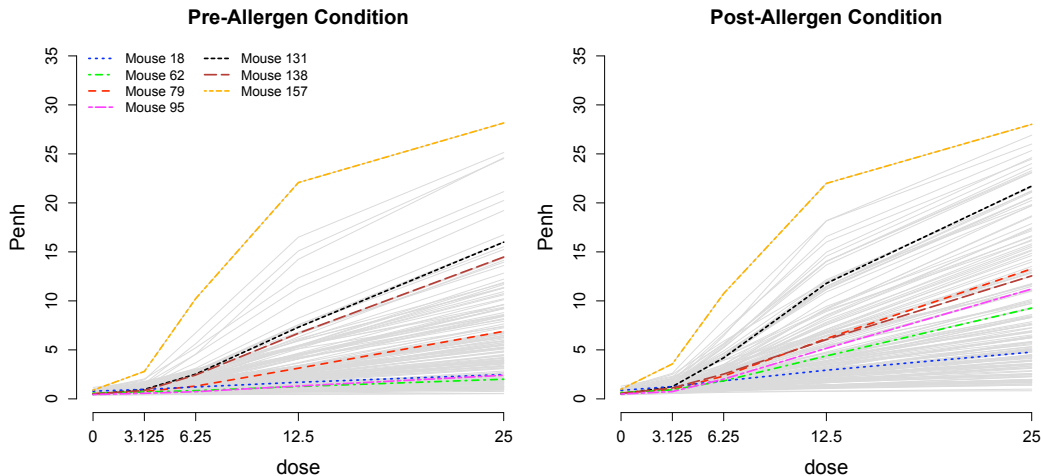 Pre-Allergen Condition
Post-Allergen Condition
Mouse 18
Mouse 62
Mouse 79
Mouse 95
Mouse 131
Mouse 138
Mouse 157
Penh
0
5
10
15
20
25
30
35
0 3.125 6.25 12.5 25
dose
Penh
0
5
10
15
20
25
30
35
0 3.125 6.25 12.5 25
dose